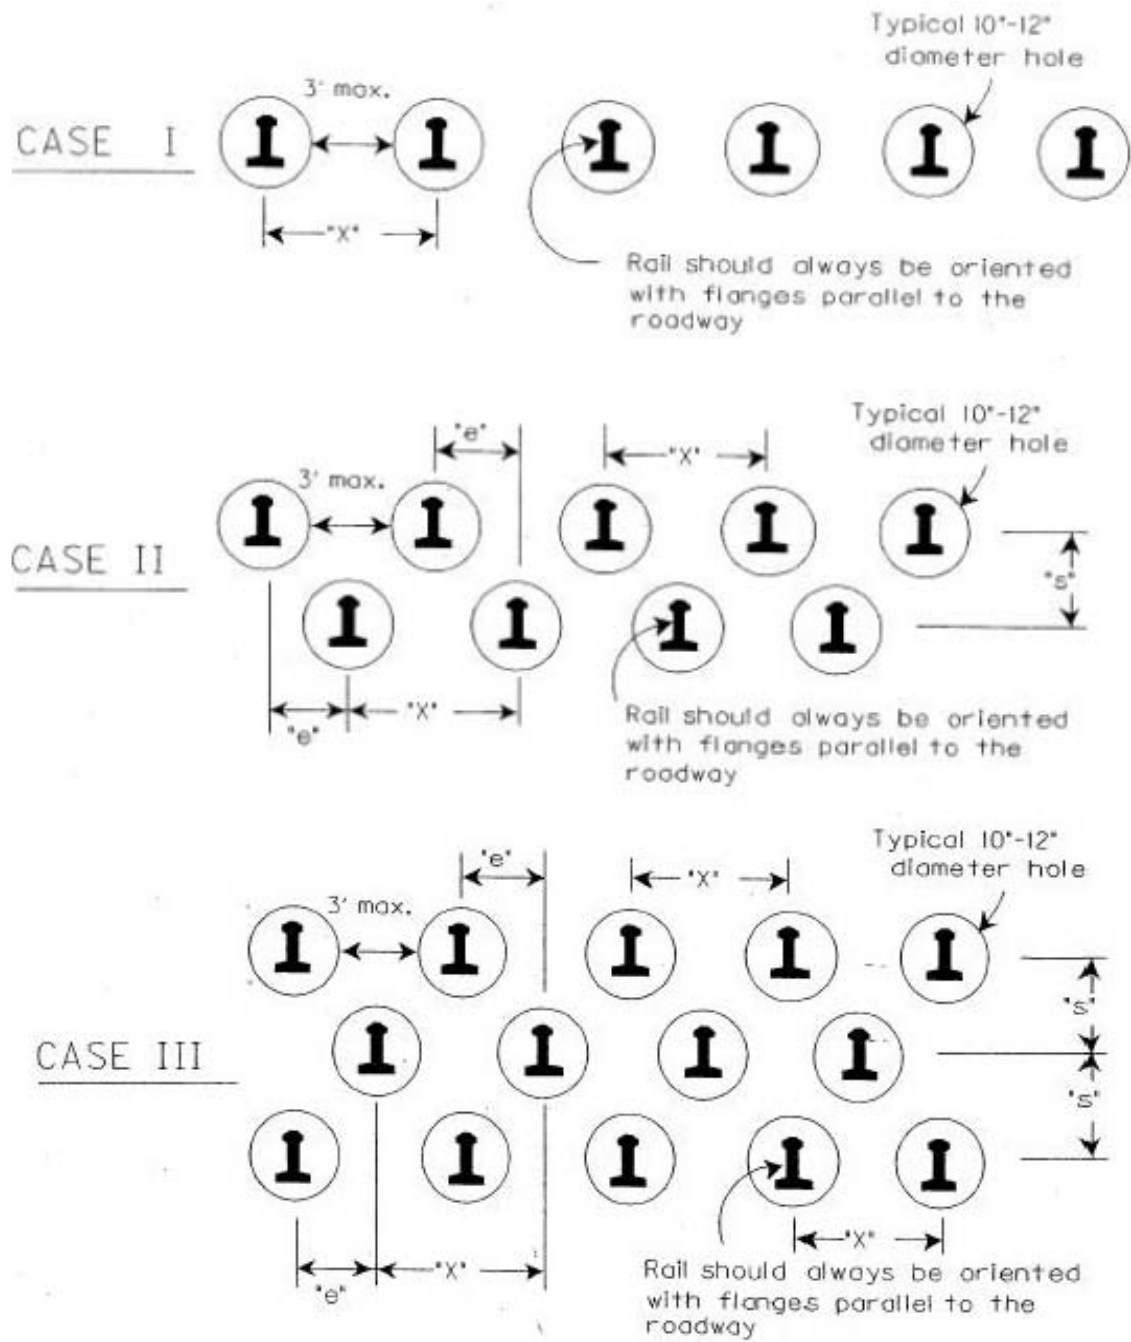 Typical 10"-12"
diameter hole
3' max.
CASE I
"X"
Rail should always be oriented
with flanges parallel to the
roadway
Typical 10"-12"
diameter hole
"e"
"X"
3' max.
CASE II
"s"
"e"
"X"
Rail should always be oriented
with flanges parallel to the
roadway
Typical 10"-12"
diameter hole
"e"
"X"
3' max.
"s"
CASE III
"s"
"e"
"X"
"X"
Rail should always be oriented
with flanges parallel to the
roadway